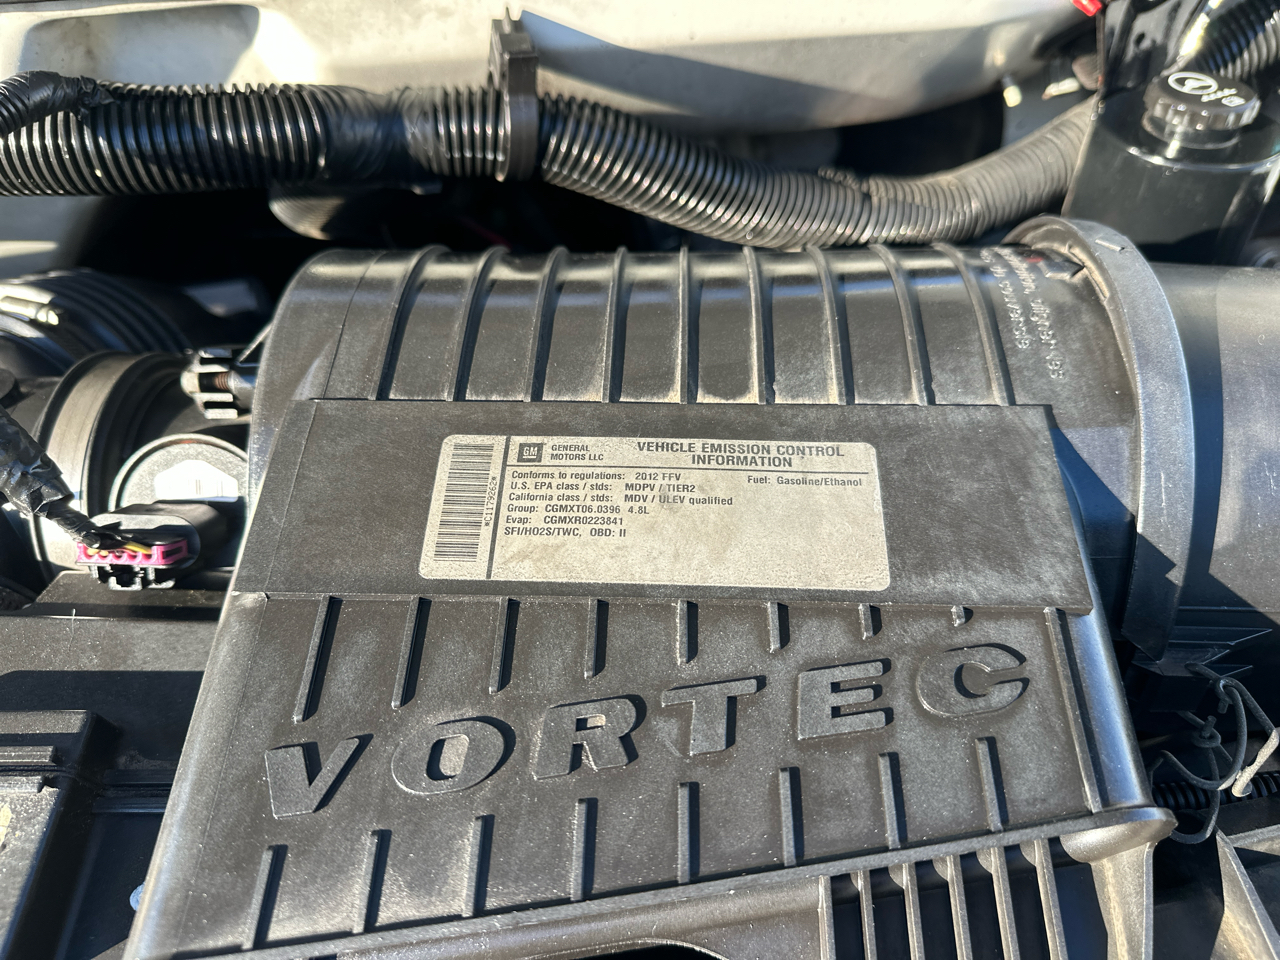 GM
GENERAL
MOTORS LLC
VEHICLE EMISSION CONTROL
INFORMATION
Conforms to regulations: 2012 FFV
Fuel: Gasoline/Ethanol
U.S. EPA class / stds: MDPV / TIER2
California class / stds: MDV / ULEV qualified
Group: CGMXT06.0396 4.8L
Evap: CGMXR0223841
SFI/HO2S/TWC, OBD: II
*C1179262*
VORTEC